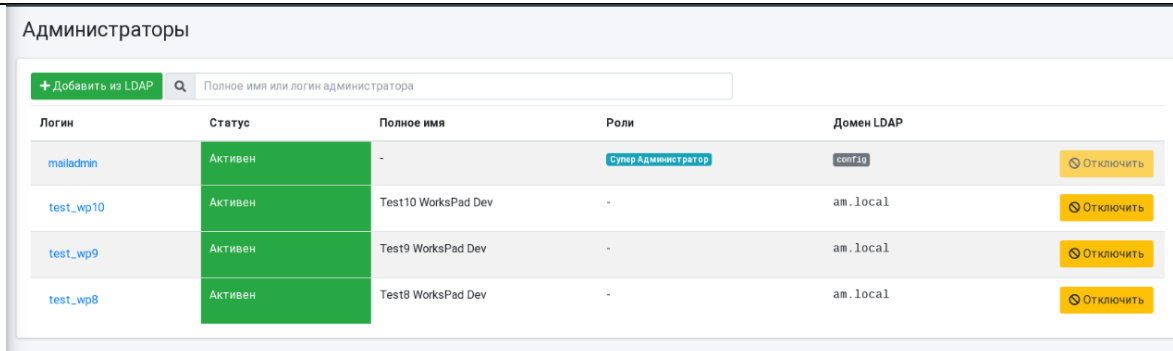 Администраторы
Добавить из LDAP Полное имя или логин администратора
Логин Статус Полное имя Роли Домен LDAP
mailadmin Активен - Супер Администратор config Отключить
test_wp10 Активен Test10 WorksPad Dev - am.local Отключить
test_wp9 Активен Test9 WorksPad Dev - am.local Отключить
test_wp8 Активен Test8 WorksPad Dev - am.local Отключить